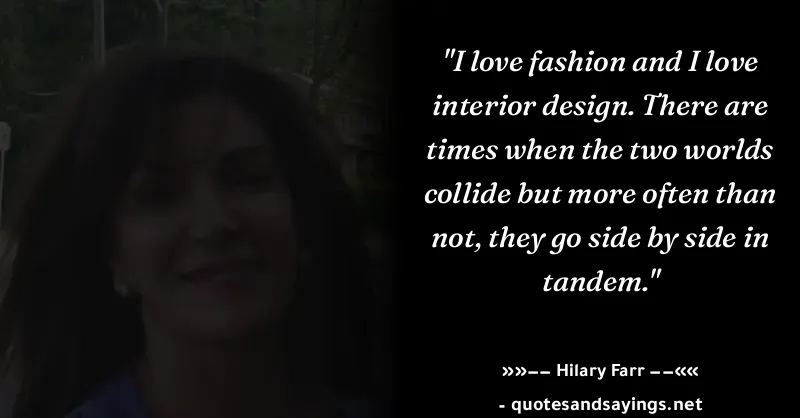 "I love fashion and I love
interior design. There are
times when the two worlds
collide but more often than
not, they go side by side in
tandem."
»»−− Hilary Farr −−««
- quotesandsayings.net